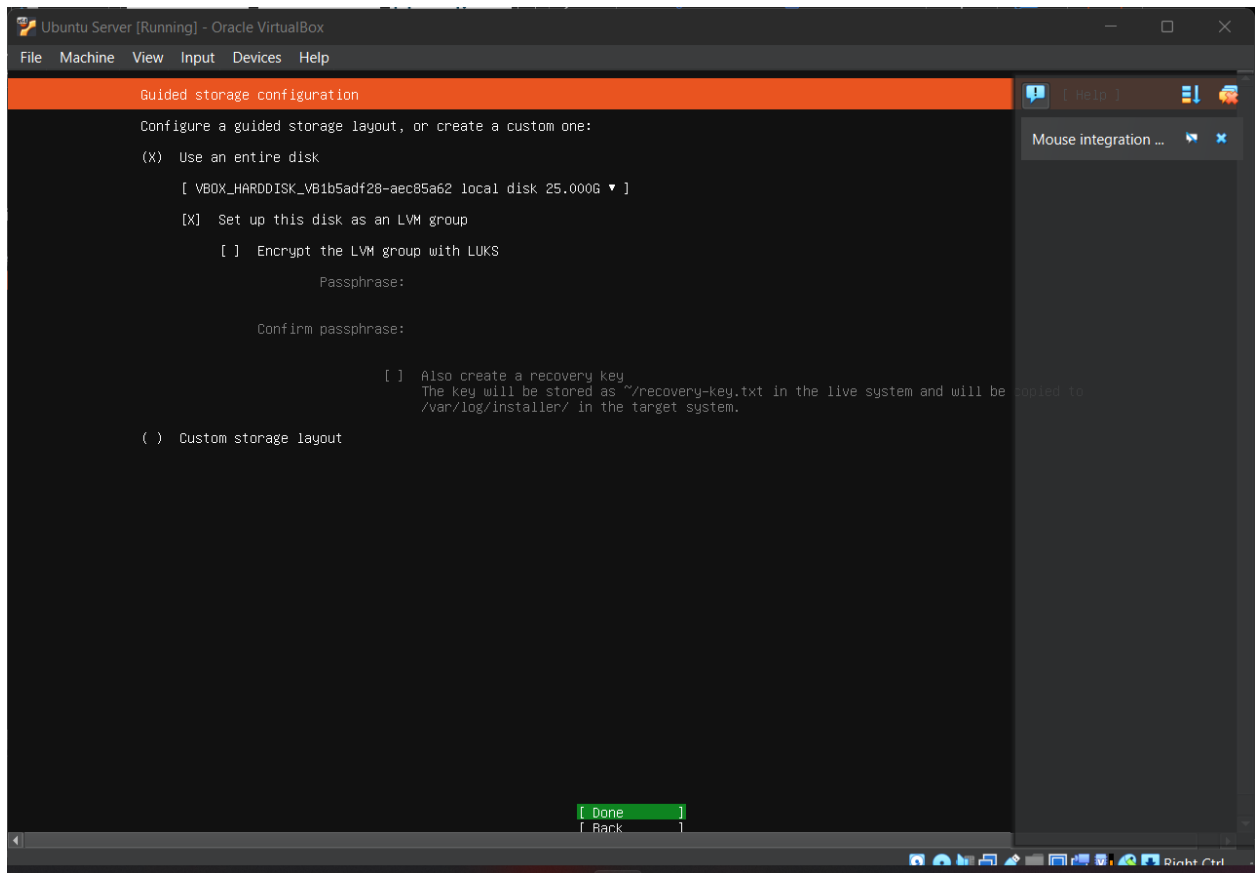 Ubuntu Server [Running] - Oracle VirtualBox
File Machine View Input Devices Help
Guided storage configuration
[ Help ]
Configure a guided storage layout, or create a custom one:
Mouse integration ...
(X) Use an entire disk
[ VBOX_HARDDISK_VB1b5adf28-aec85a62 local disk 25.000G ▾ ]
[X] Set up this disk as an LVM group
[ ] Encrypt the LVM group with LUKS
Passphrase:
Confirm passphrase:
[ ] Also create a recovery key
The key will be stored as ~/recovery-key.txt in the live system and will be copied to
/var/log/installer/ in the target system.
( ) Custom storage layout
[ Done ]
[ Back ]
Right Ctrl